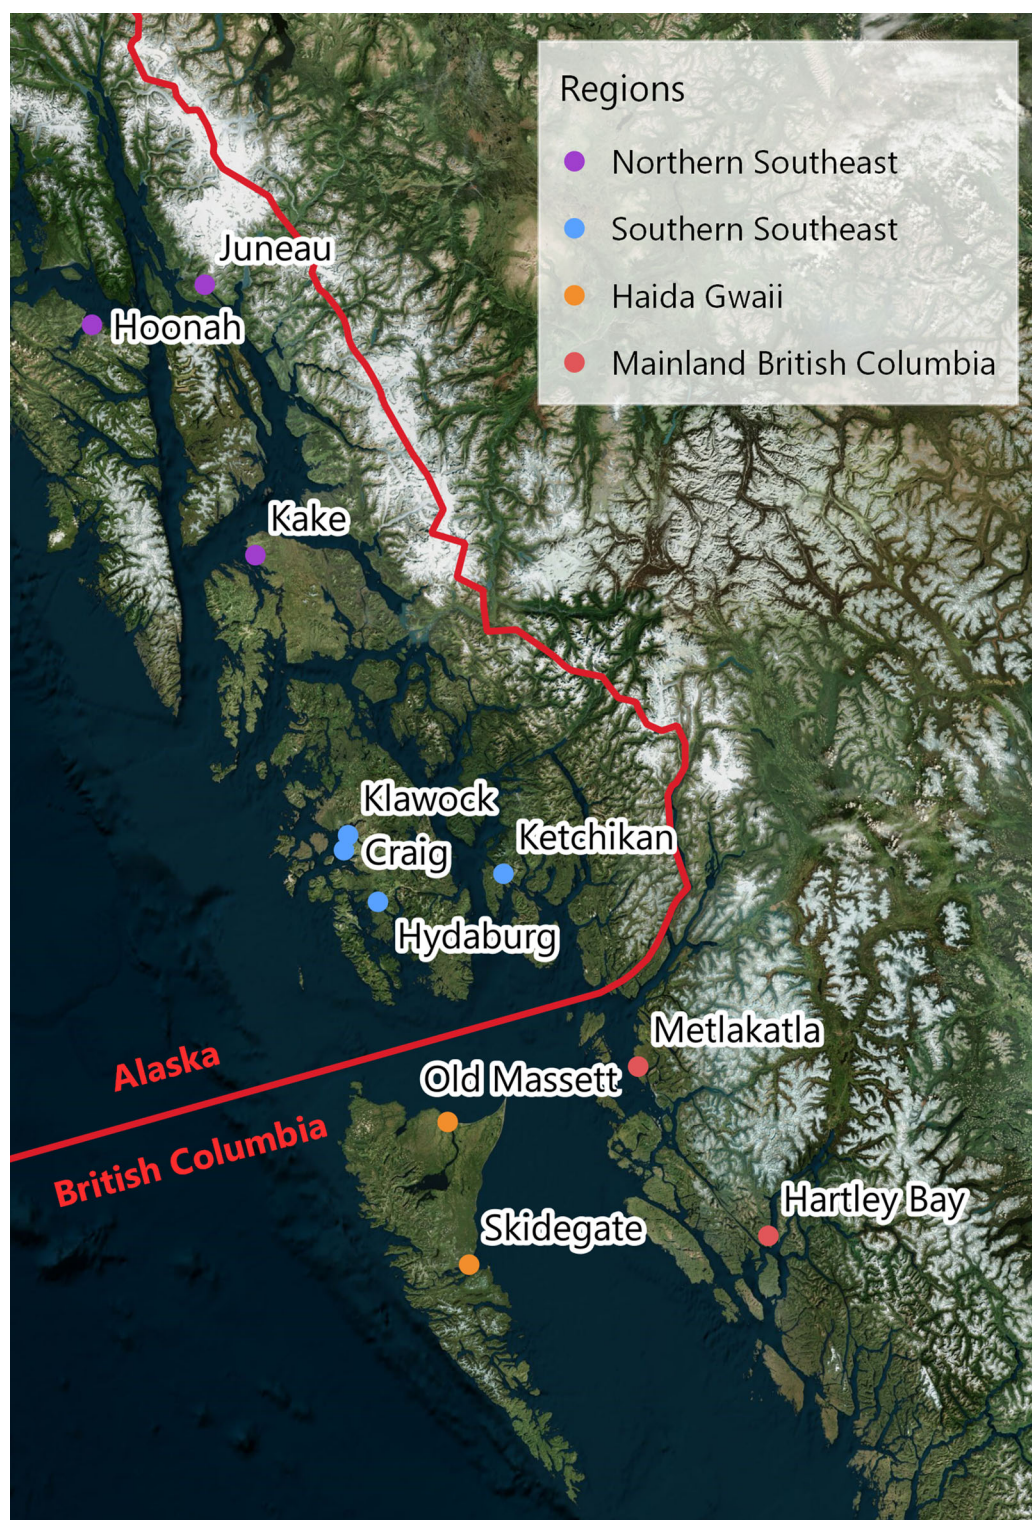 Regions
Northern Southeast
Southern Southeast
Haida Gwaii
Mainland British Columbia
Juneau
Hoonah
Kake
Klawock
Craig
Ketchikan
Hydaburg
Metlakatla
Alaska
Old Massett
British Columbia
Hartley Bay
Skidegate